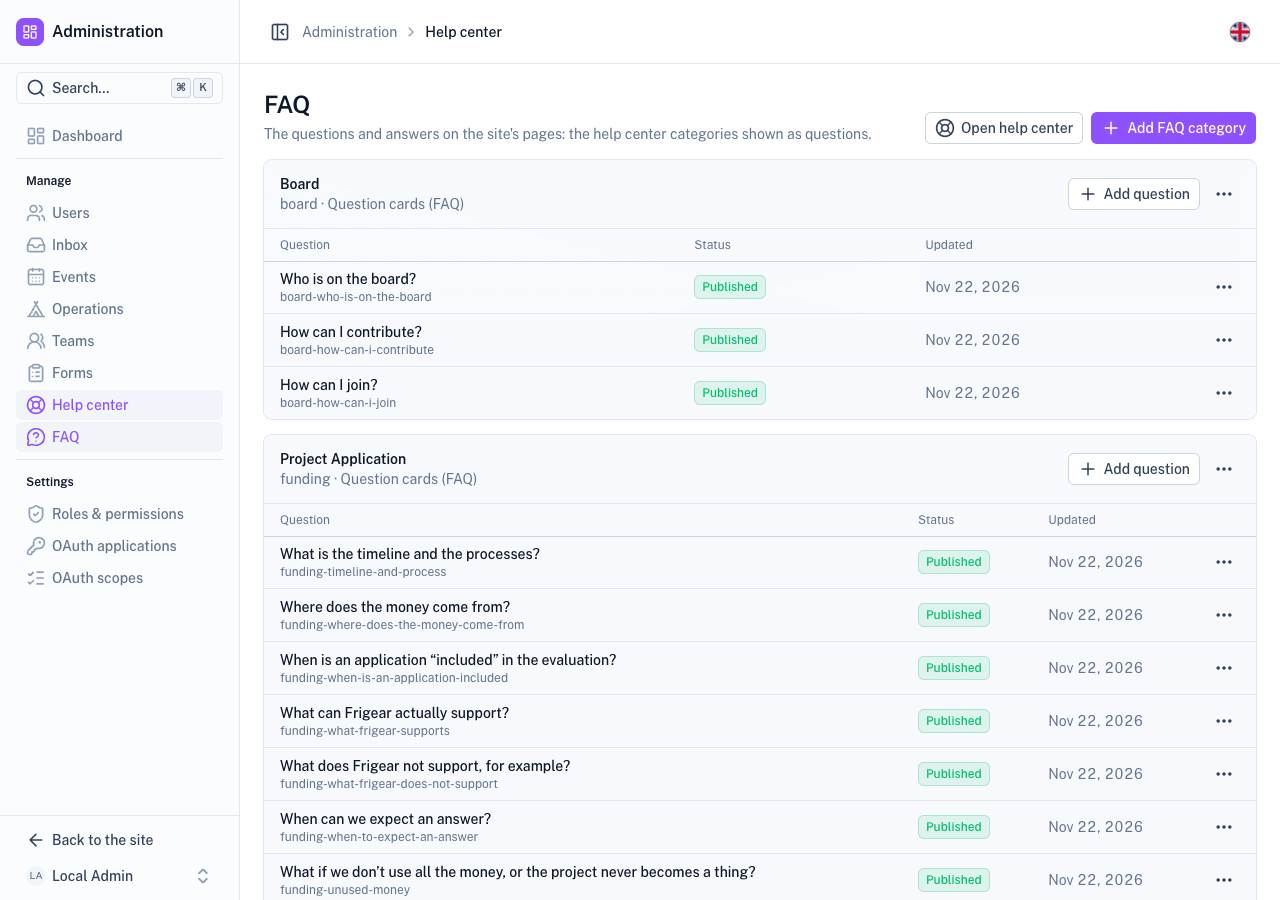 Administration
Search...
⌘ K
Dashboard
Manage
Users
Inbox
Events
Operations
Teams
Forms
Help center
FAQ
Settings
Roles & permissions
OAuth applications
OAuth scopes
Back to the site
LA Local Admin
Administration > Help center
FAQ
The questions and answers on the site's pages: the help center categories shown as questions.
Open help center
+ Add FAQ category
Board
board · Question cards (FAQ)
+ Add question
Question Status Updated
Who is on the board?
board-who-is-on-the-board
Published
Nov 22, 2026
How can I contribute?
board-how-can-i-contribute
Published
Nov 22, 2026
How can I join?
board-how-can-i-join
Published
Nov 22, 2026
Project Application
funding · Question cards (FAQ)
+ Add question
Question Status Updated
What is the timeline and the processes?
funding-timeline-and-process
Published
Nov 22, 2026
Where does the money come from?
funding-where-does-the-money-come-from
Published
Nov 22, 2026
When is an application “included” in the evaluation?
funding-when-is-an-application-included
Published
Nov 22, 2026
What can Frigear actually support?
funding-what-frigear-supports
Published
Nov 22, 2026
What does Frigear not support, for example?
funding-what-frigear-does-not-support
Published
Nov 22, 2026
When can we expect an answer?
funding-when-to-expect-an-answer
Published
Nov 22, 2026
What if we don’t use all the money, or the project never becomes a thing?
funding-unused-money
Published
Nov 22, 2026